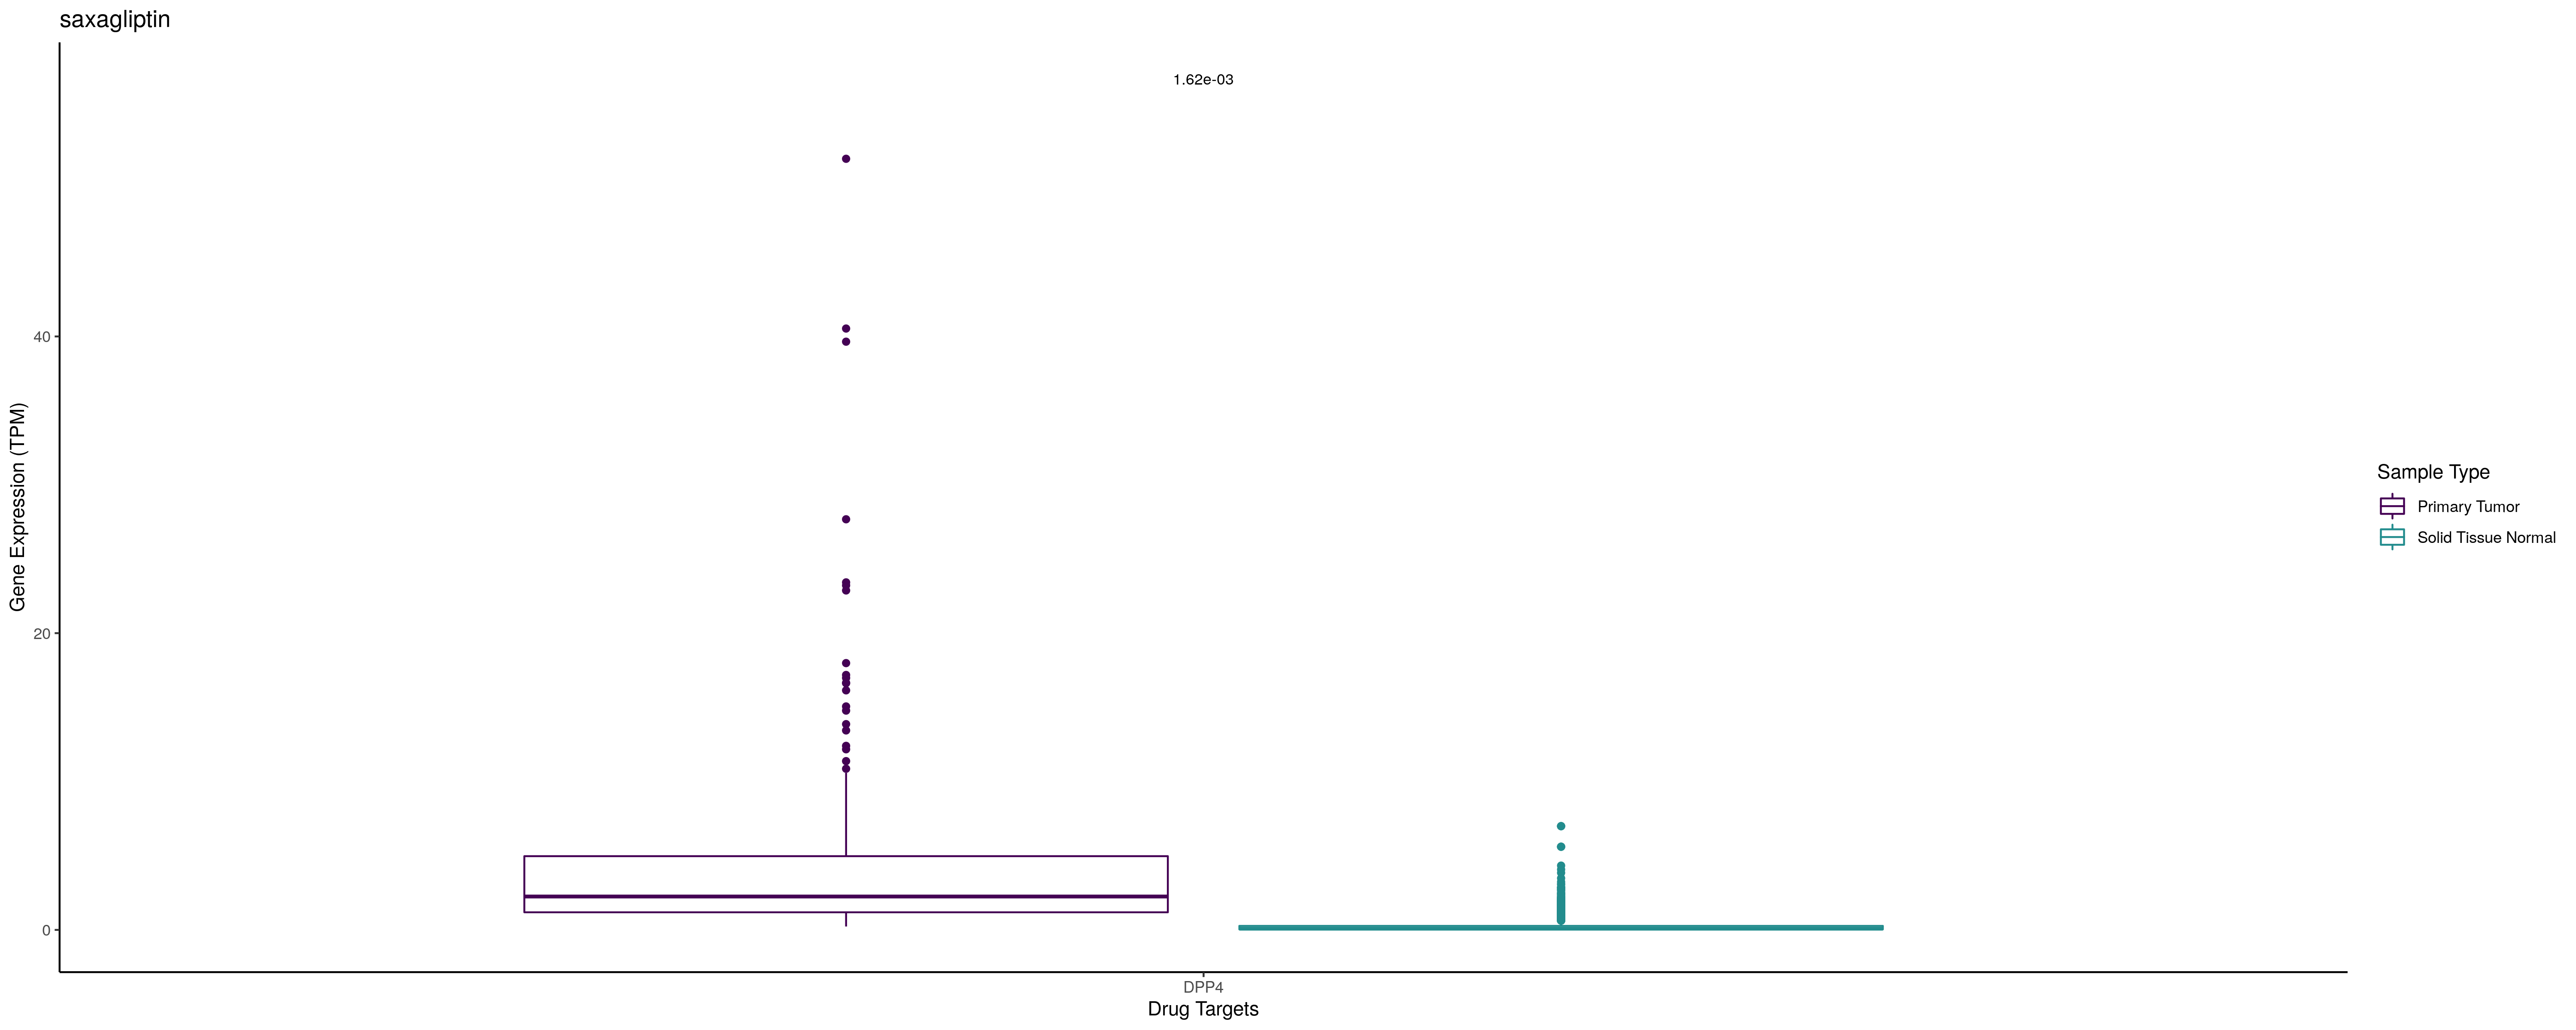 saxagliptin
1.62e-03
Gene Expression (TPM)
40
20
0
DPP4
Drug Targets
Sample Type
Primary Tumor
Solid Tissue Normal